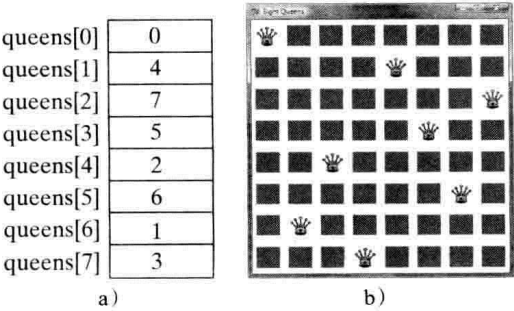 Eight Queens
queens[0] 0
queens[1] 4
queens[2] 7
queens[3] 5
queens[4] 2
queens[5] 6
queens[6] 1
queens[7] 3
a) b)